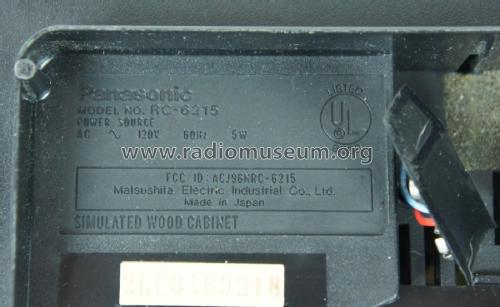 Panasonic
MODEL NO. RC-6215
POWER SOURCE
AC ∿ 120V 60Hz 5W
LISTED
UL
www.radiomuseum.org
FCC ID: ACJ96NRC-6215
Matsushita Electric Industrial Co., Ltd.
Made in Japan
SIMULATED WOOD CABINET